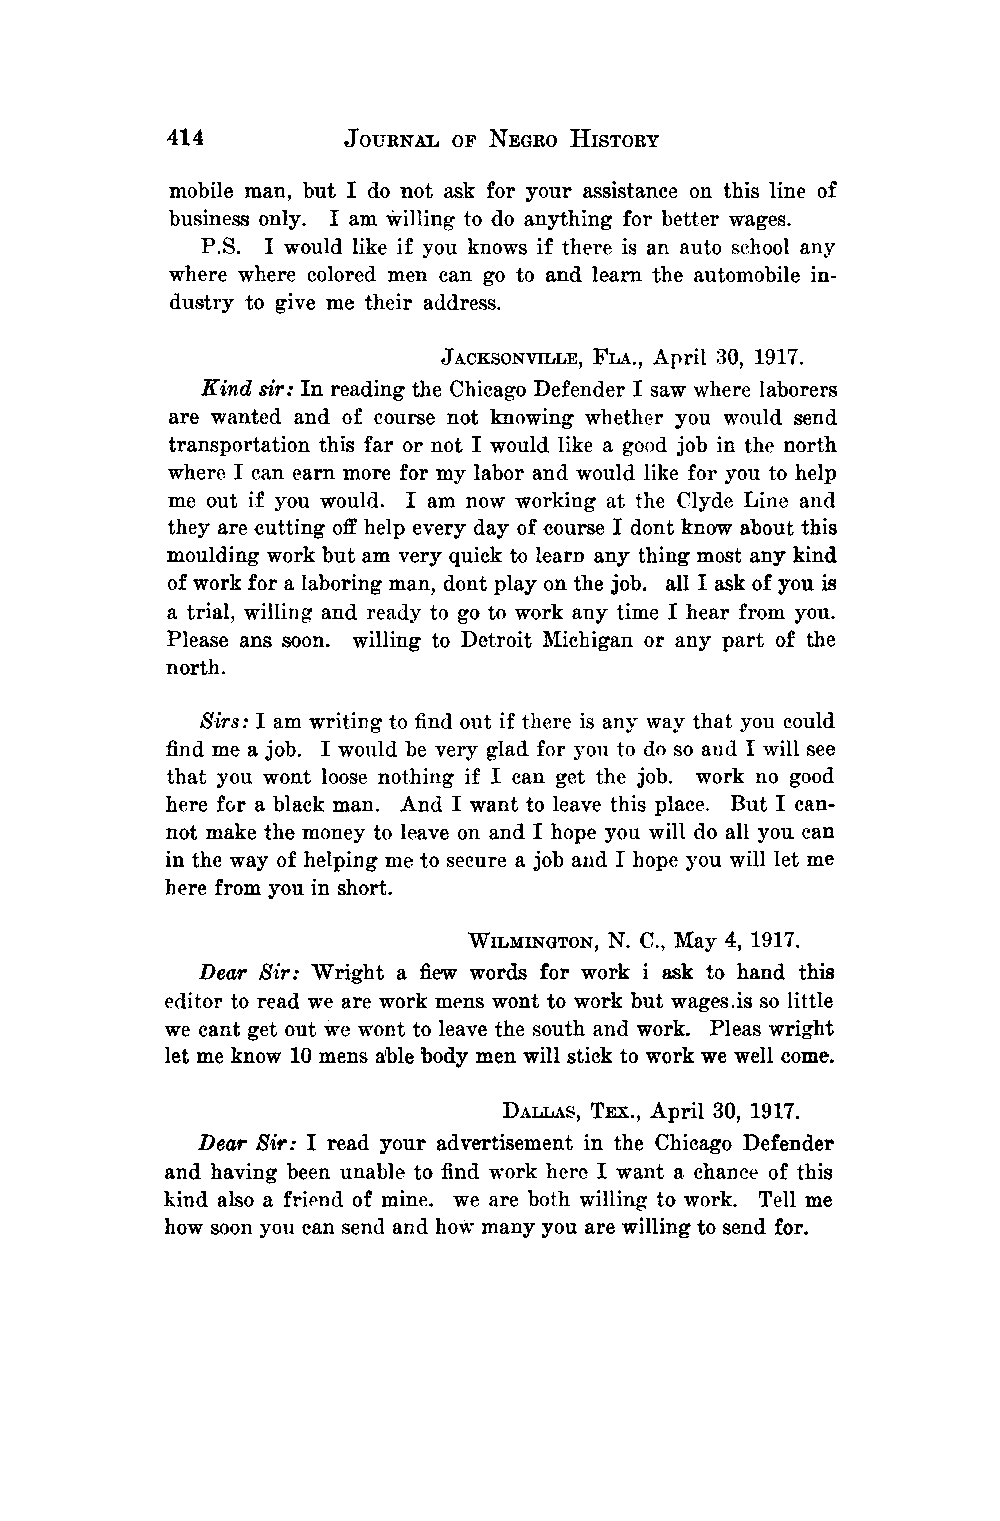 414 JOURNAL OF NEGRO HISTORY
mobile man, but I do not ask for your assistance on this line of
business only. I am willing to do anything for better wages.
P.S. I would like if you knows if there is an auto school any
where where colored men can go to and learn the automobile in-
dustry to give me their address.
JACKSONVILLE, FLA., April 30, 1917.
Kind sir: In reading the Chicago Defender I saw where laborers
are wanted and of course not knowing whether you would send
transportation this far or not I would like a good job in the north
where I can earn more for my labor and would like for you to help
me out if you would. I am now working at the Clyde Line and
they are cutting off help every day of course I dont know about this
moulding work but am very quick to learn any thing most any kind
of work for a laboring man, dont play on the job. all I ask of you is
a trial, willing and ready to go to work any time I hear from you.
Please ans soon. willing to Detroit Michigan or any part of the
north.
Sirs: I am writing to find out if there is any way that you could
find me a job. I would be very glad for you to do so and I will see
that you wont loose nothing if I can get the job. work no good
here for a black man. And I want to leave this place. But I can-
not make the money to leave on and I hope you will do all you can
in the way of helping me to secure a job and I hope you will let me
here from you in short.
WILMINGTON, N. C., May 4, 1917.
Dear Sir: Wright a fiew words for work i ask to hand this
editor to read we are work mens wont to work but wages.is so little
we cant get out we wont to leave the south and work. Pleas wright
let me know 10 mens able body men will stick to work we well come.
DALLAS, TEX., April 30, 1917.
Dear Sir: I read your advertisement in the Chicago Defender
and having been unable to find work here I want a chance of this
kind also a friend of mine. we are both willing to work. Tell me
how soon you can send and how many you are willing to send for.